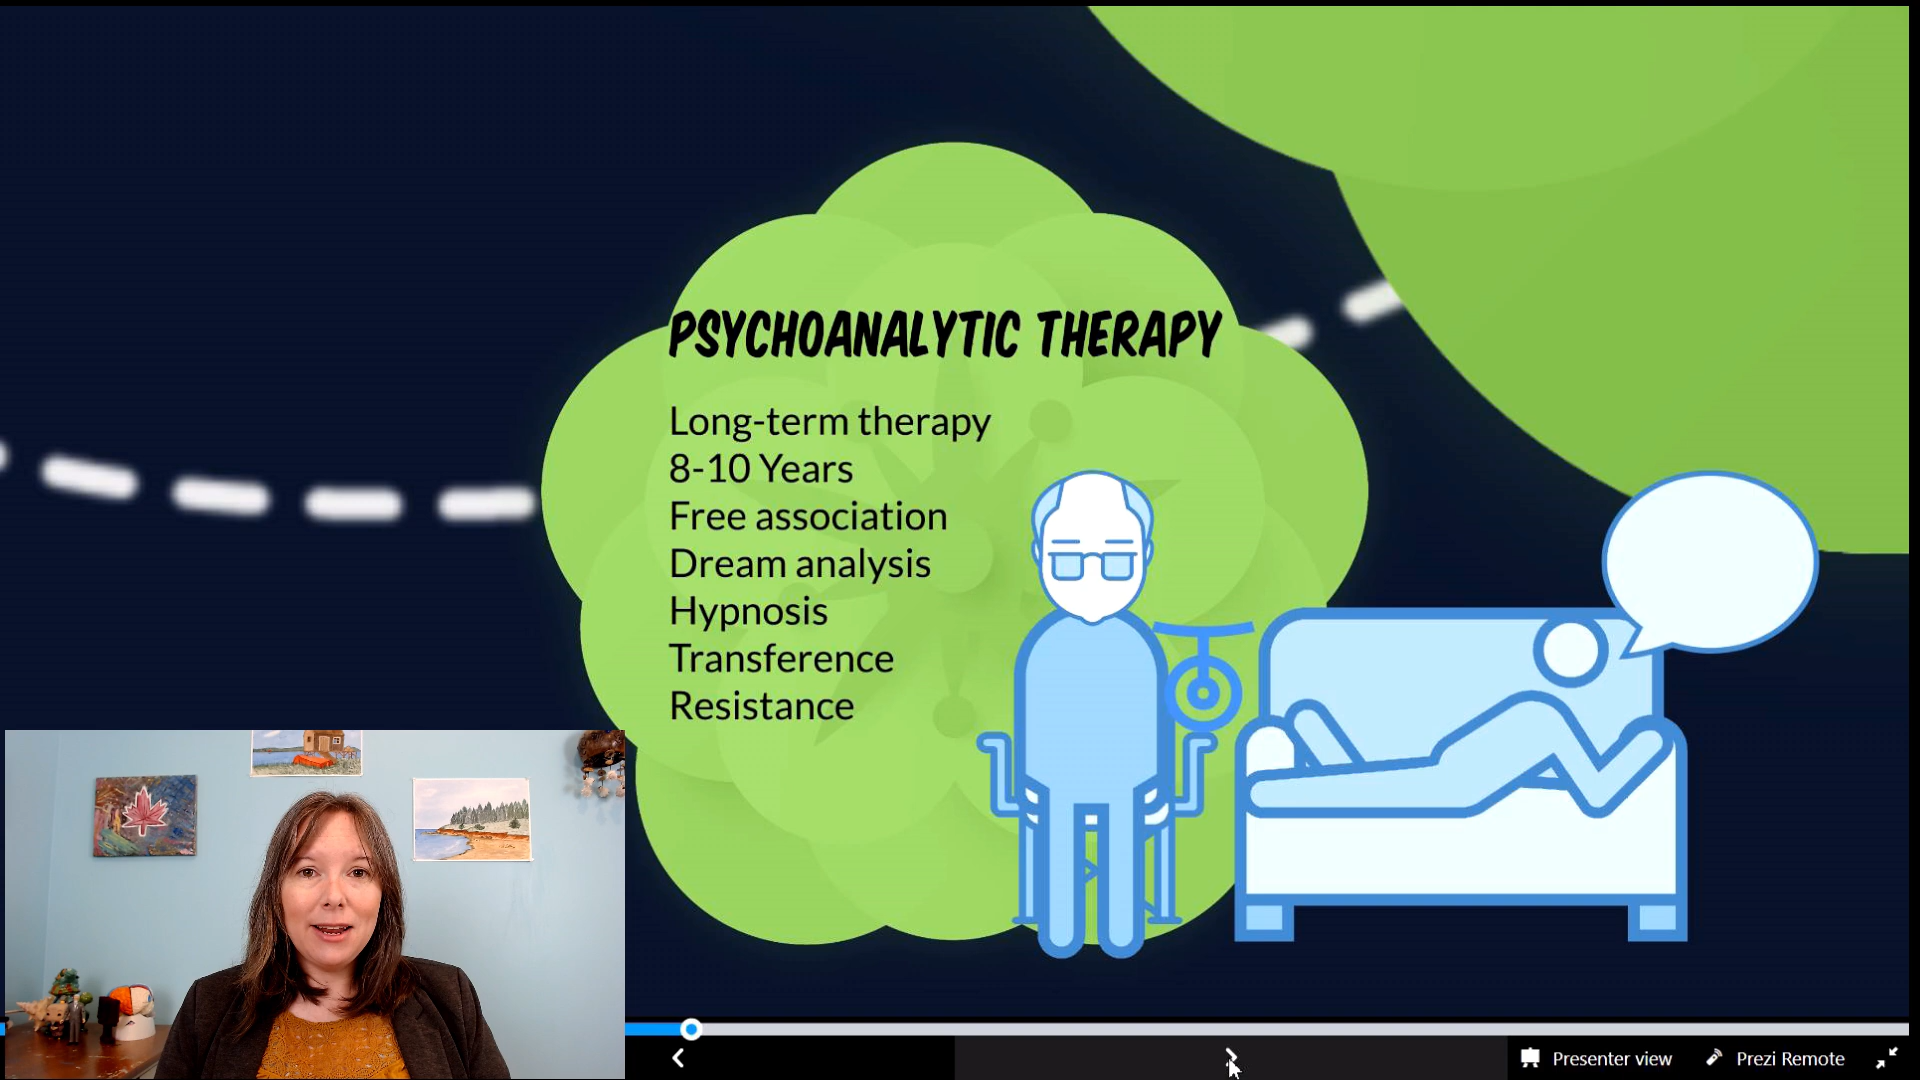 PSYCHOANALYTIC THERAPY
Long-term therapy
8-10 Years
Free association
Dream analysis
Hypnosis
Transference
Resistance
Presenter view
Prezi Remote